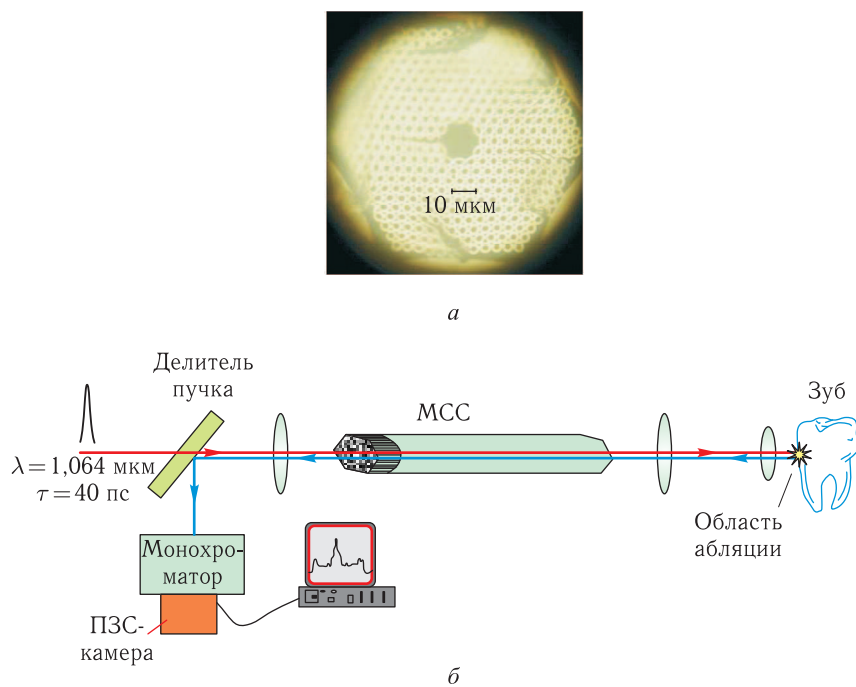 10 мкм
а
Делитель
пучка
МСС
Зуб
λ = 1,064 мкм
τ = 40 пс
Область
абляции
Монохро-
матор
ПЗС-
камера
б